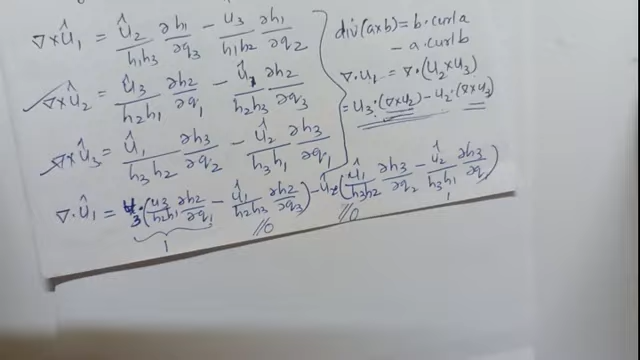 ∇×û₁ = û₂/(h₁h₃) ∂h₁/∂q₃ − û₃/(h₁h₂) ∂h₁/∂q₂
∇×û₂ = û₃/(h₂h₁) ∂h₂/∂q₁ − û₁/(h₂h₃) ∂h₂/∂q₃
∇×û₃ = û₁/(h₃h₂) ∂h₃/∂q₂ − û₂/(h₃h₁) ∂h₃/∂q₁
div(a×b) = b·curl a
− a·curl b
∇·u₁ = ∇·(u₂×u₃)
= u₃·(∇×u₂) − u₂·(∇×u₃)
∇·û₁ = û₃·(û₃/(h₂h₁) ∂h₂/∂q₁ − û₁/(h₂h₃) ∂h₂/∂q₃) − û₂(û₁/(h₃h₂) ∂h₃/∂q₂ − û₂/(h₃h₁) ∂h₃/∂q)
1 //0 //0 1